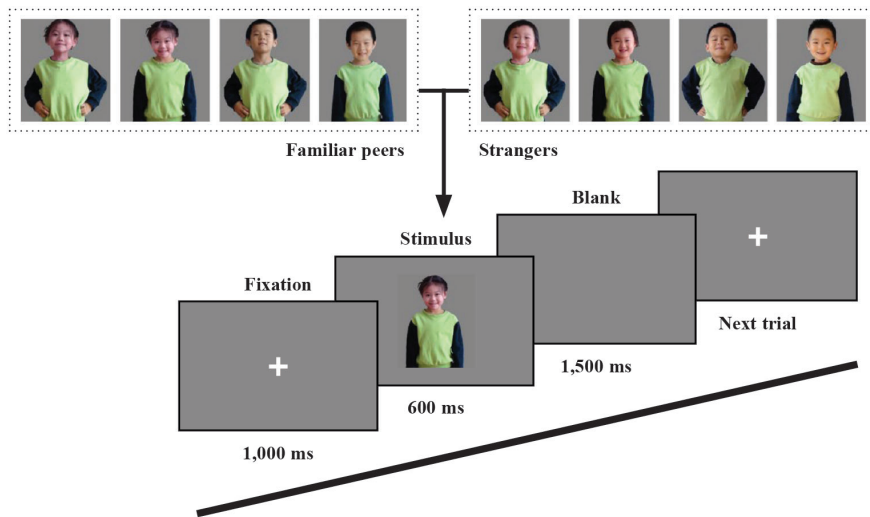 Familiar peers
Strangers
Blank
Stimulus
Fixation
Next trial
1,500 ms
600 ms
1,000 ms